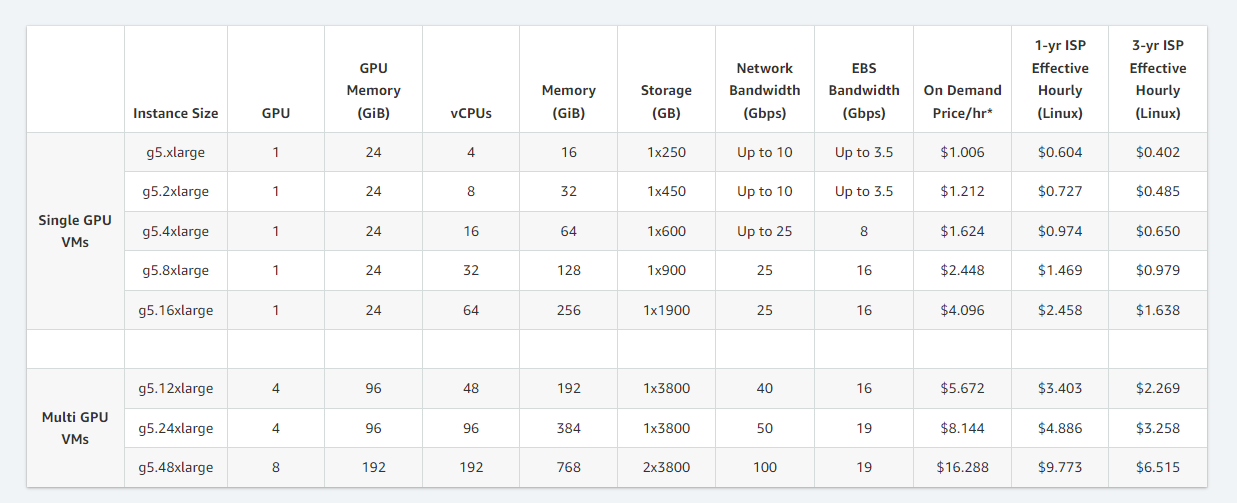 Instance Size GPU GPU Memory (GiB) vCPUs Memory (GiB) Storage (GB) Network Bandwidth (Gbps) EBS Bandwidth (Gbps) On Demand Price/hr* 1-yr ISP Effective Hourly (Linux) 3-yr ISP Effective Hourly (Linux)
Single GPU VMs
g5.xlarge 1 24 4 16 1x250 Up to 10 Up to 3.5 $1.006 $0.604 $0.402
g5.2xlarge 1 24 8 32 1x450 Up to 10 Up to 3.5 $1.212 $0.727 $0.485
g5.4xlarge 1 24 16 64 1x600 Up to 25 8 $1.624 $0.974 $0.650
g5.8xlarge 1 24 32 128 1x900 25 16 $2.448 $1.469 $0.979
g5.16xlarge 1 24 64 256 1x1900 25 16 $4.096 $2.458 $1.638
Multi GPU VMs
g5.12xlarge 4 96 48 192 1x3800 40 16 $5.672 $3.403 $2.269
g5.24xlarge 4 96 96 384 1x3800 50 19 $8.144 $4.886 $3.258
g5.48xlarge 8 192 192 768 2x3800 100 19 $16.288 $9.773 $6.515